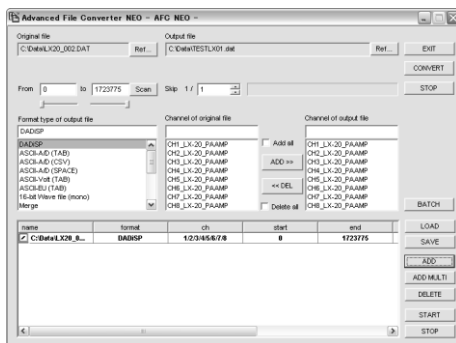 Advanced File Converter NEO - AFC NEO -
Original file
Output file
C:\Data\LX20_002.DAT
Ref...
C:\Data\TESTLX01.dat
Ref...
EXIT
CONVERT
From 0 to 1723775 Scan Skip 1 / 1
STOP
Format type of output file
Channel of original file
Channel of output file
DADiSP
DADiSP
ASCII-A/D (TAB)
ASCII-A/D (CSV)
ASCII-A/D (SPACE)
ASCII-Volt (TAB)
ASCII-EU (TAB)
16-bit Wave file (mono)
Merge
CH1_LX-20_PAAMP
CH2_LX-20_PAAMP
CH3_LX-20_PAAMP
CH4_LX-20_PAAMP
CH5_LX-20_PAAMP
CH6_LX-20_PAAMP
CH7_LX-20_PAAMP
CH8_LX-20_PAAMP
Add all
ADD >>
<< DEL
Delete all
CH1_LX-20_PAAMP
CH2_LX-20_PAAMP
CH3_LX-20_PAAMP
CH4_LX-20_PAAMP
CH5_LX-20_PAAMP
CH6_LX-20_PAAMP
CH7_LX-20_PAAMP
CH8_LX-20_PAAMP
BATCH
name format ch start end
C:\Data\LX20_0... DADiSP 1/2/3/4/5/6/7/8 0 1723775
LOAD
SAVE
ADD
ADD MULTI
DELETE
START
STOP